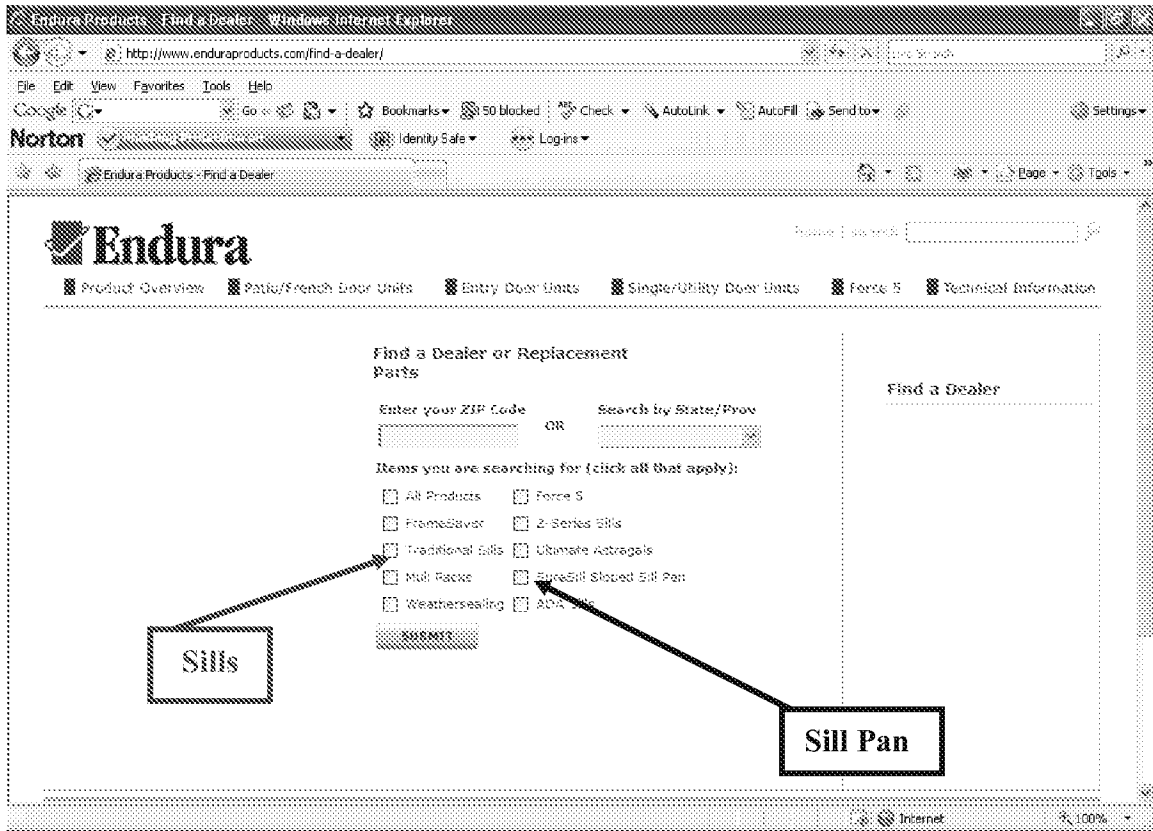 Endura Products - Find a Dealer - Windows Internet Explorer
http://www.enduraproducts.com/find-a-dealer/
Live Search
File Edit View Favorites Tools Help
Google Go Bookmarks 50 blocked Check AutoLink AutoFill Send to Settings
Norton Identity Safe Log-ins
Endura Products - Find a Dealer Page Tools
Endura
home | search
Product Overview Patio/French Door Units Entry Door Units Single/Utility Door Units Force 5 Technical Information
Find a Dealer or Replacement
Parts
Find a Dealer
Enter your ZIP Code OR Search by State/Prov
Items you are searching for (click all that apply):
All Products Force 5
FrameSaver Z-Series Sills
Traditional Sills Ultimate Astragals
Mull Packs SureSill Sloped Sill Pan
Weathersealing ADA Sills
SUBMIT
Sills
Sill Pan
Internet 100%